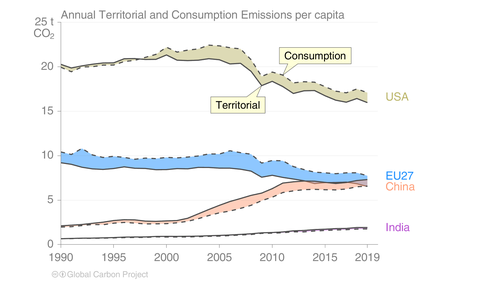 Annual Territorial and Consumption Emissions per capita
25 t
CO2
20
15
10
5
0
Consumption
Territorial
USA
EU27
China
India
1990
1995
2000
2005
2010
2015
2019
Global Carbon Project